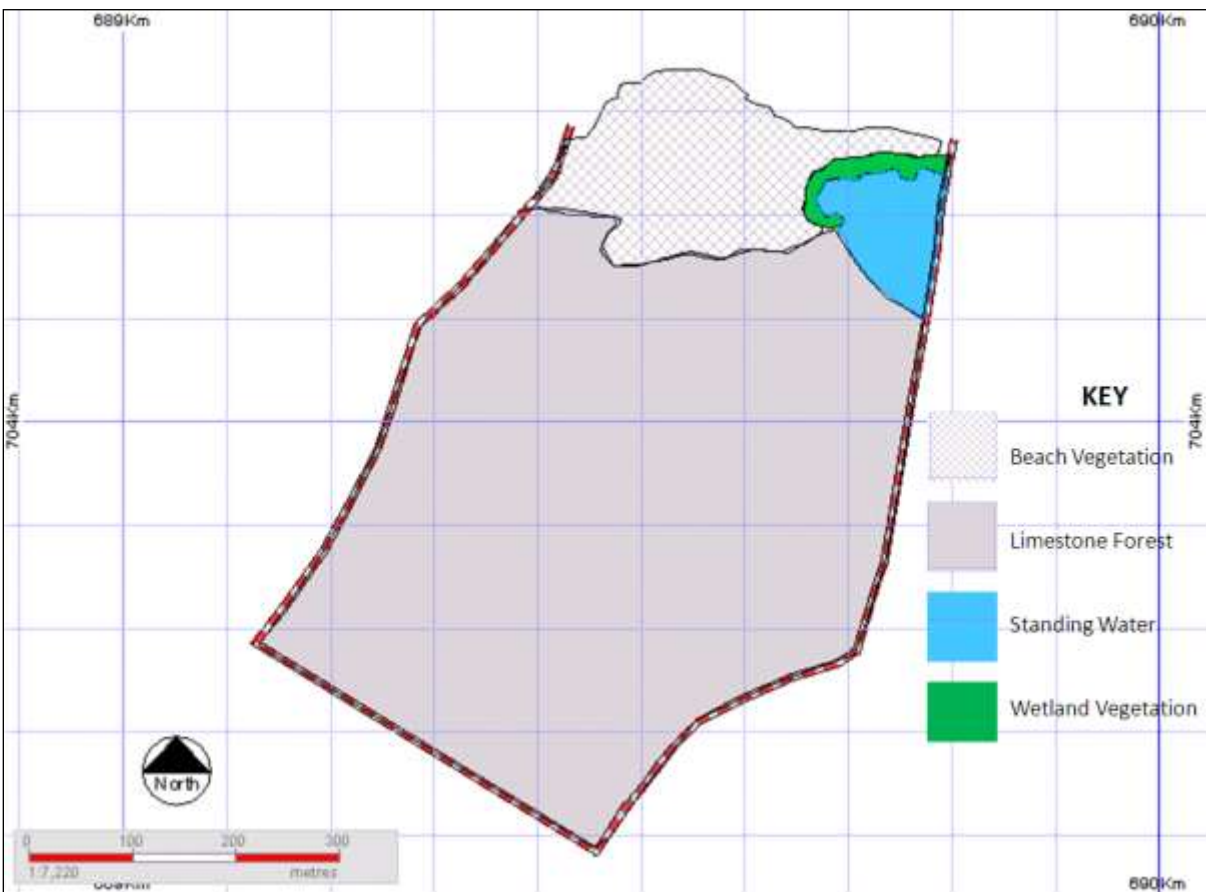 689Km
690Km
704Km
704Km
KEY
Beach Vegetation
Limestone Forest
Standing Water
Wetland Vegetation
North
0 100 200 300
1:7,220 metres
689Km
690Km